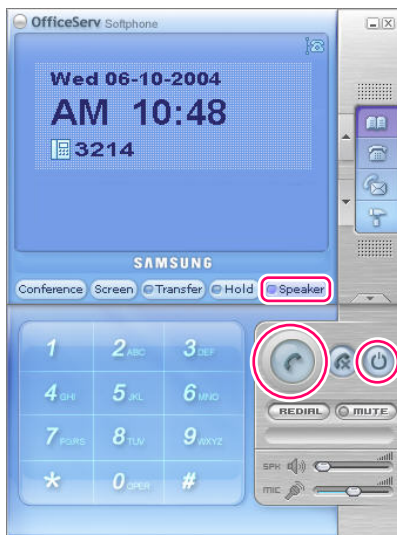 OfficeServ Softphone
Wed 06-10-2004
AM 10:48
3214
SAMSUNG
Conference Screen Transfer Hold Speaker
1 2 ABC 3 DEF
4 GHI 5 JKL 6 MNO
7 PQRS 8 TUV 9 WXYZ
* 0 OPER #
REDIAL MUTE
SPK
MIC